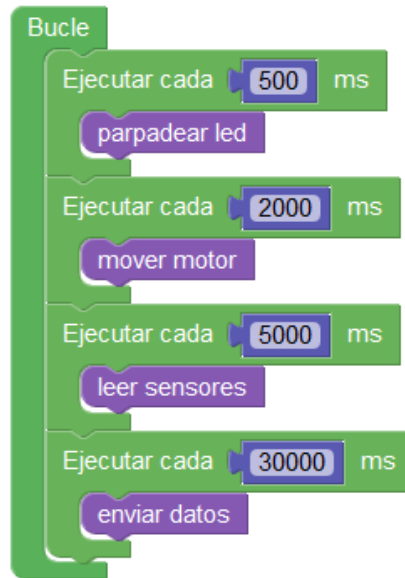 Bucle
Ejecutar cada 500 ms
parpadear led
Ejecutar cada 2000 ms
mover motor
Ejecutar cada 5000 ms
leer sensores
Ejecutar cada 30000 ms
enviar datos